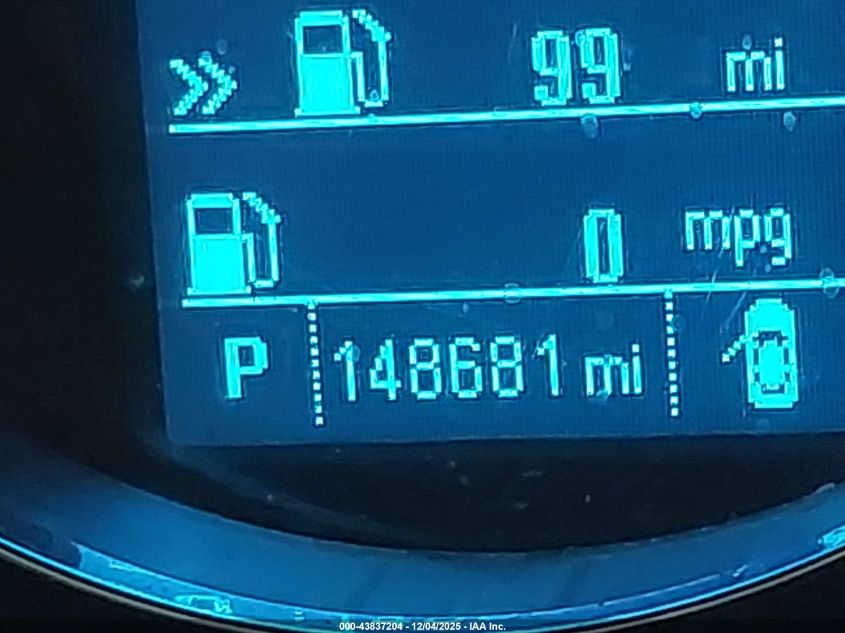 99 mi
0 mpg
P 148681 mi
000-43837204 - 12/04/2025 - IAA Inc.